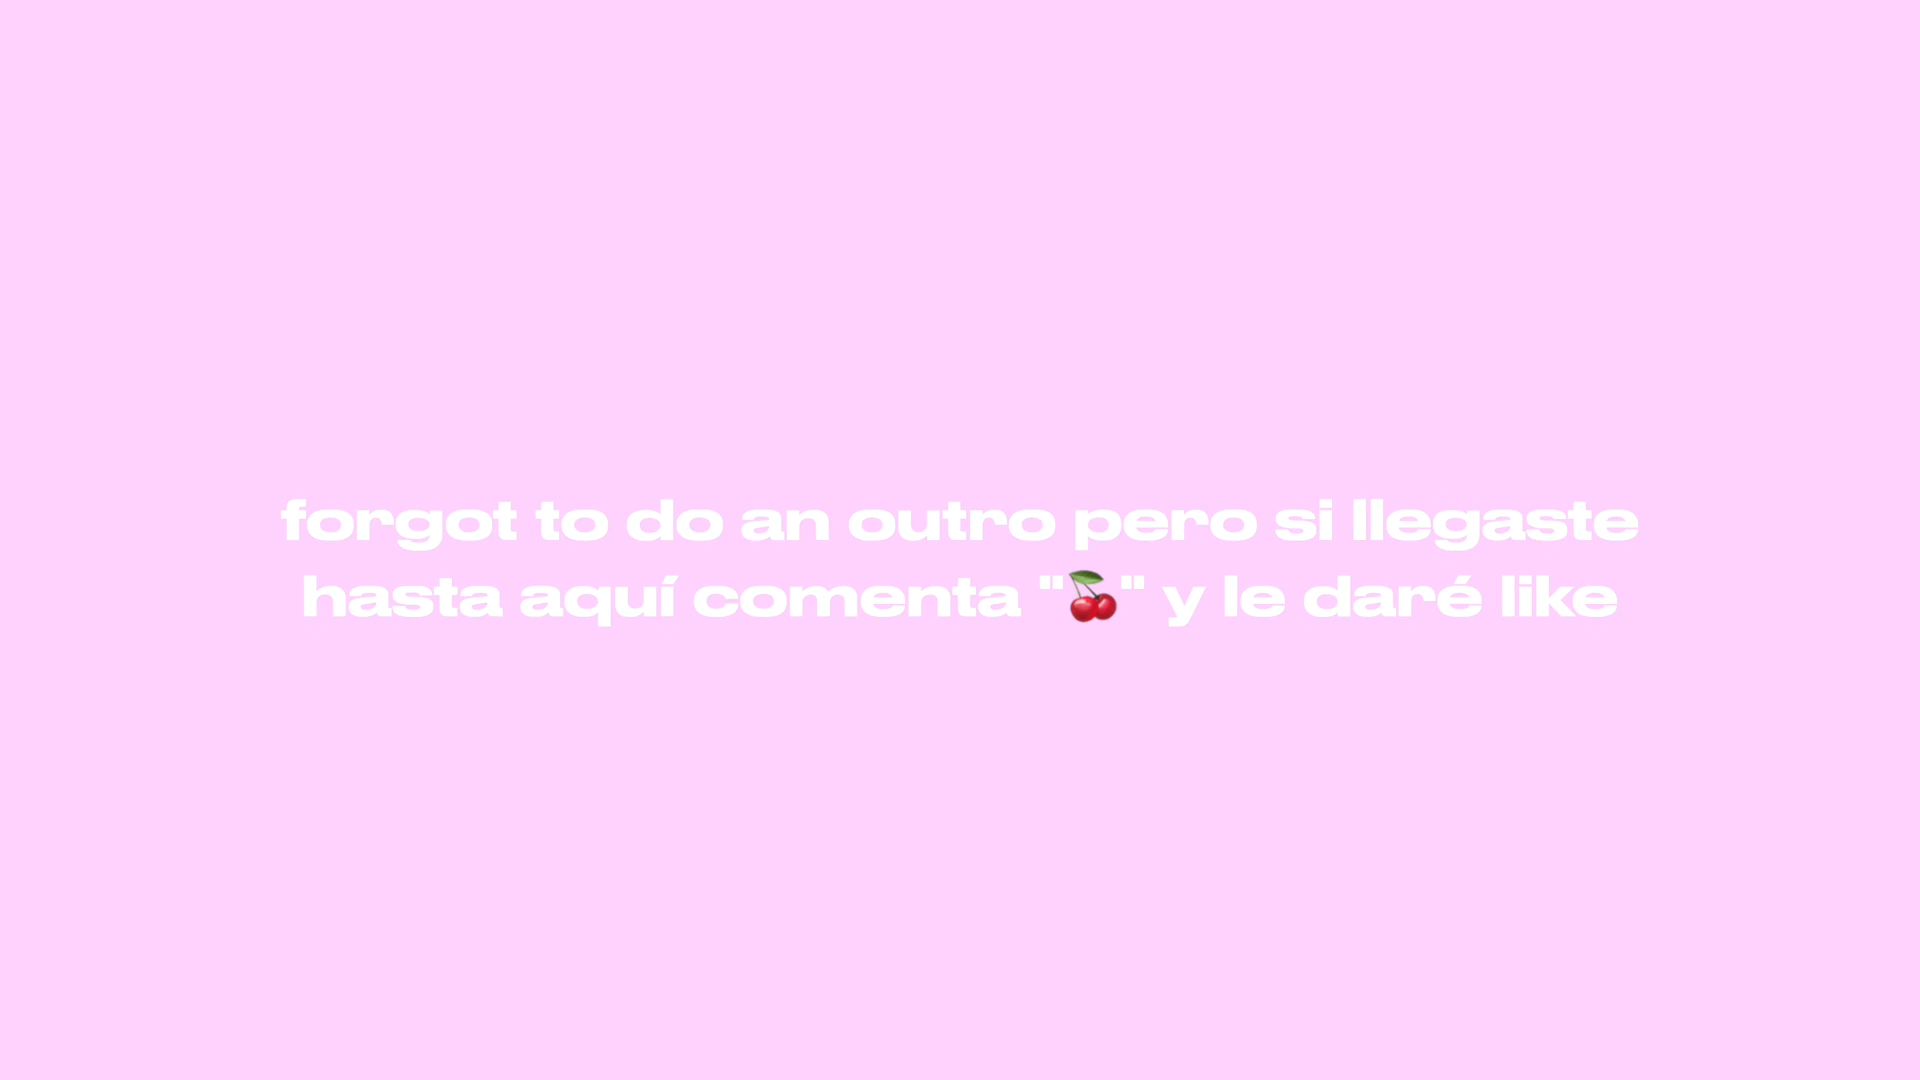 forgot to do an outro pero si llegaste
hasta aquí comenta "🍒" y le daré like